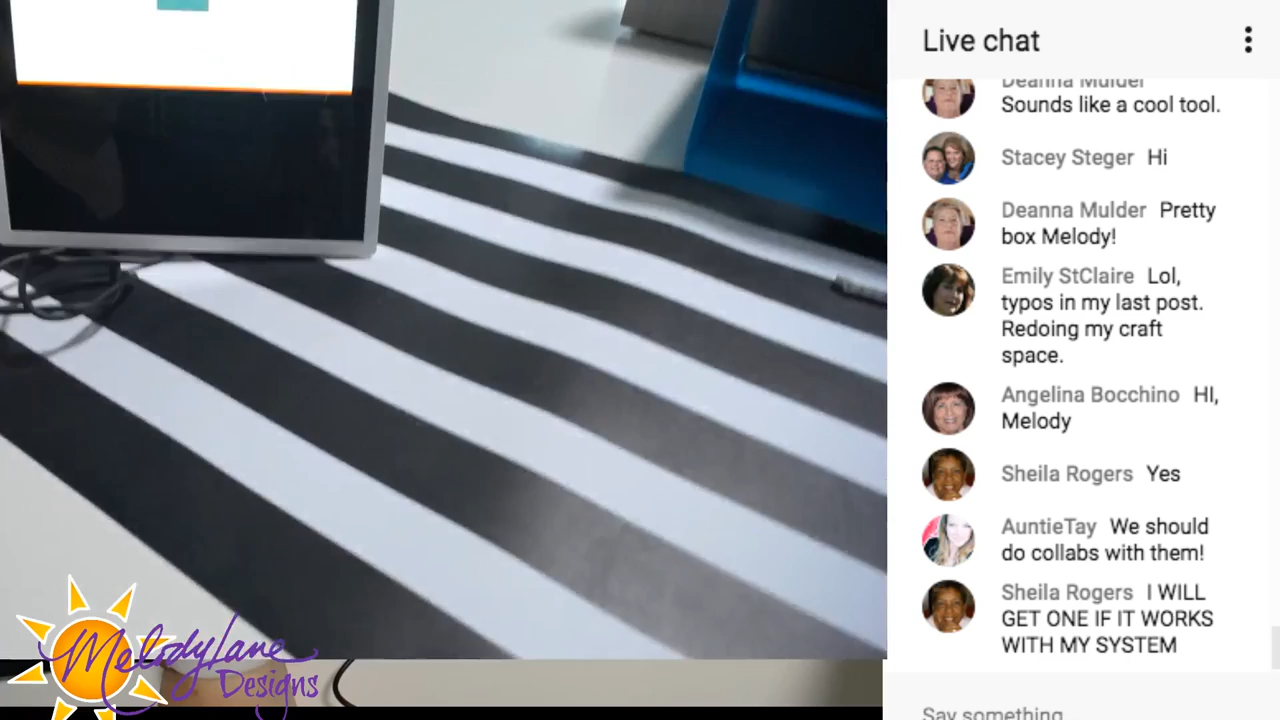 Live chat
Deanna Mulder
Sounds like a cool tool.
Stacey Steger Hi
Deanna Mulder Pretty
box Melody!
Emily StClaire Lol,
typos in my last post.
Redoing my craft
space.
Angelina Bocchino HI,
Melody
Sheila Rogers Yes
AuntieTay We should
do collabs with them!
Sheila Rogers I WILL
GET ONE IF IT WORKS
WITH MY SYSTEM
Say something...
MelodyLane
Designs